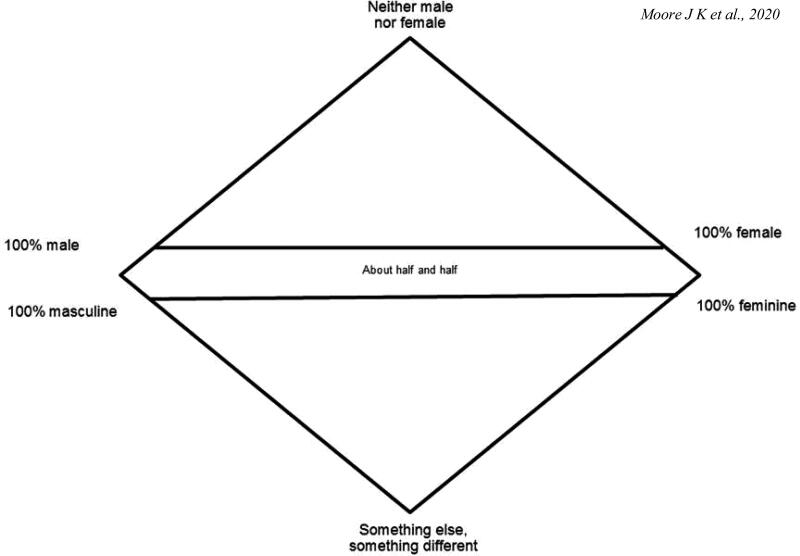 Neither male
nor female
Moore J K et al., 2020
100% male
100% female
About half and half
100% masculine
100% feminine
Something else,
something different